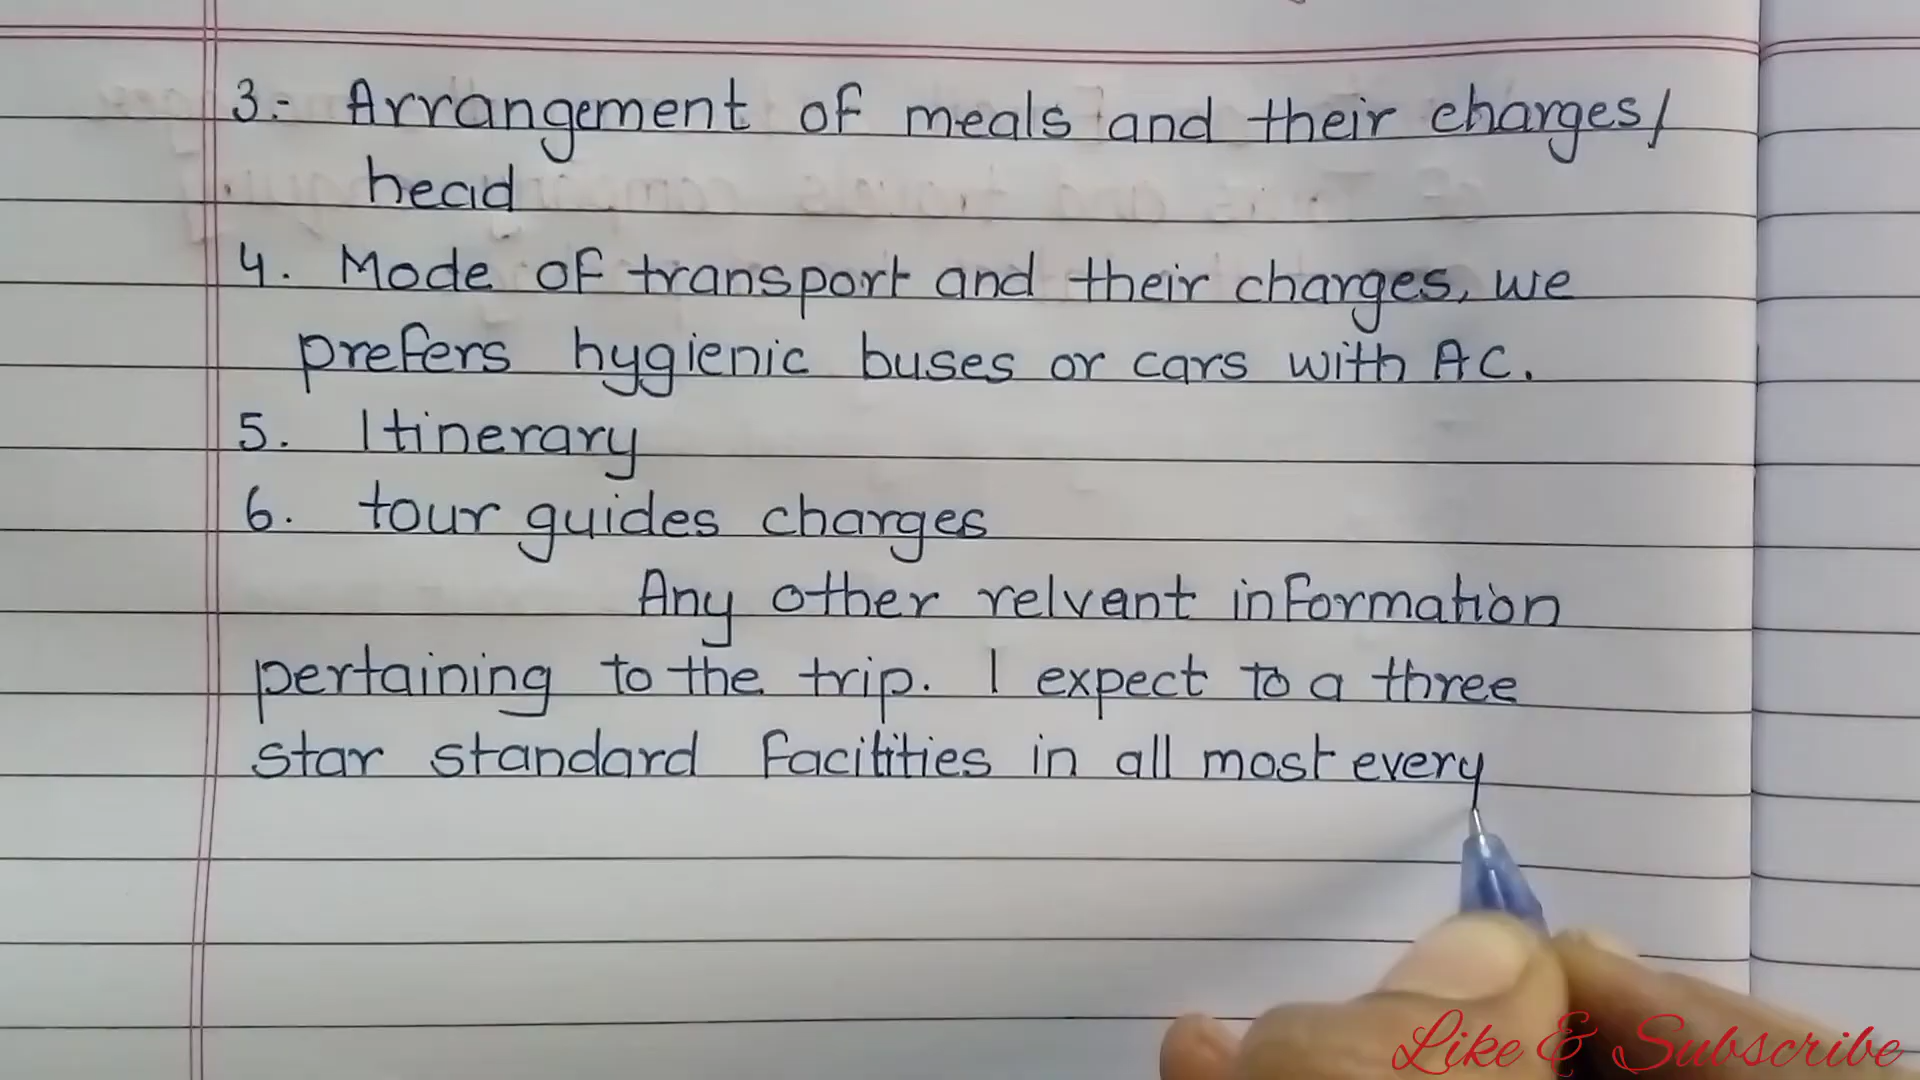 3.- Arrangement of meals and their charges/
head
4. Mode of transport and their charges, we
prefers hygienic buses or cars with AC.
5. Itinerary
6. tour guides charges
Any other relvant information
pertaining to the trip. I expect to a three
star standard facilities in all most every
Like & Subscribe